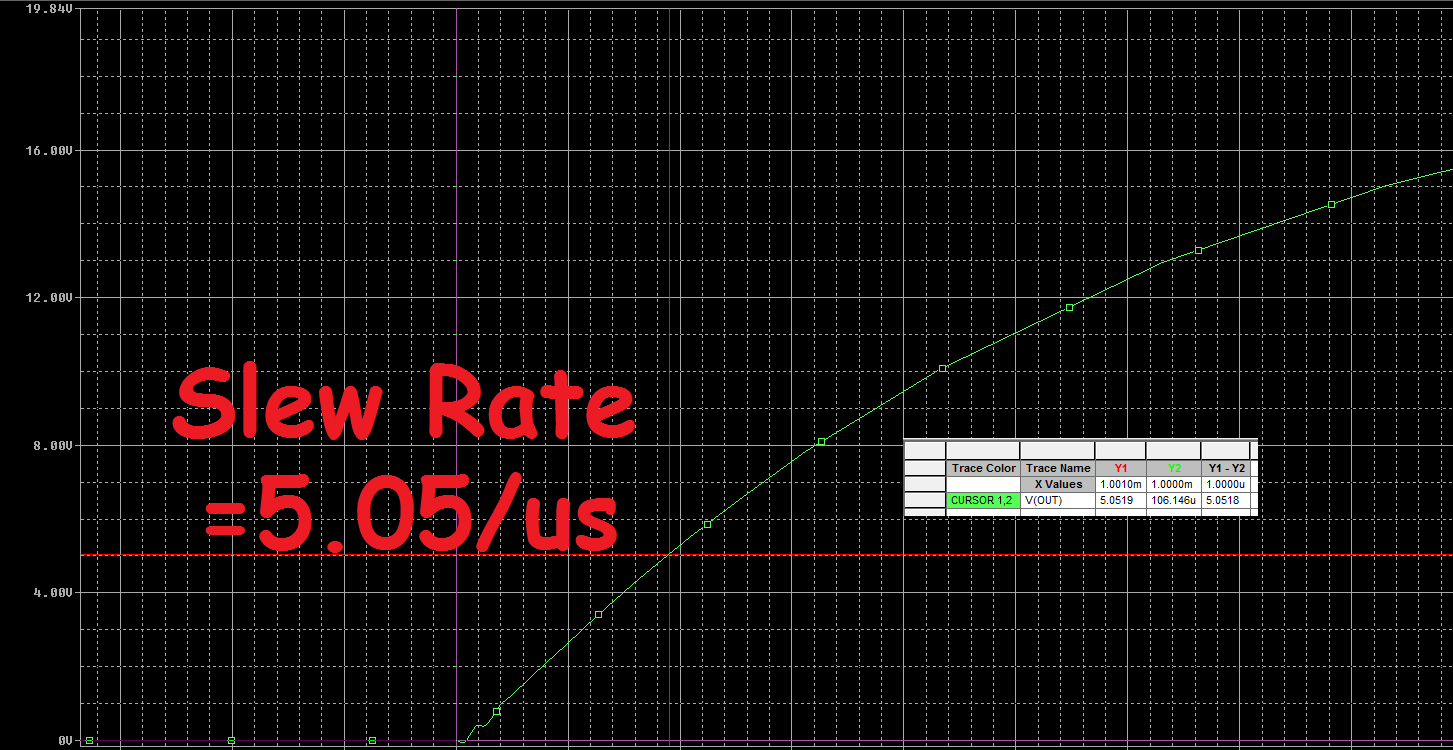 19.84V
16.00V
12.00V
Slew Rate
8.00V
=5.05/us
Trace Color Trace Name Y1 Y2 Y1 - Y2
X Values 1.0010m 1.0000m 1.0000u
CURSOR 1,2 V(OUT) 5.0519 106.146u 5.0518
4.00V
0V